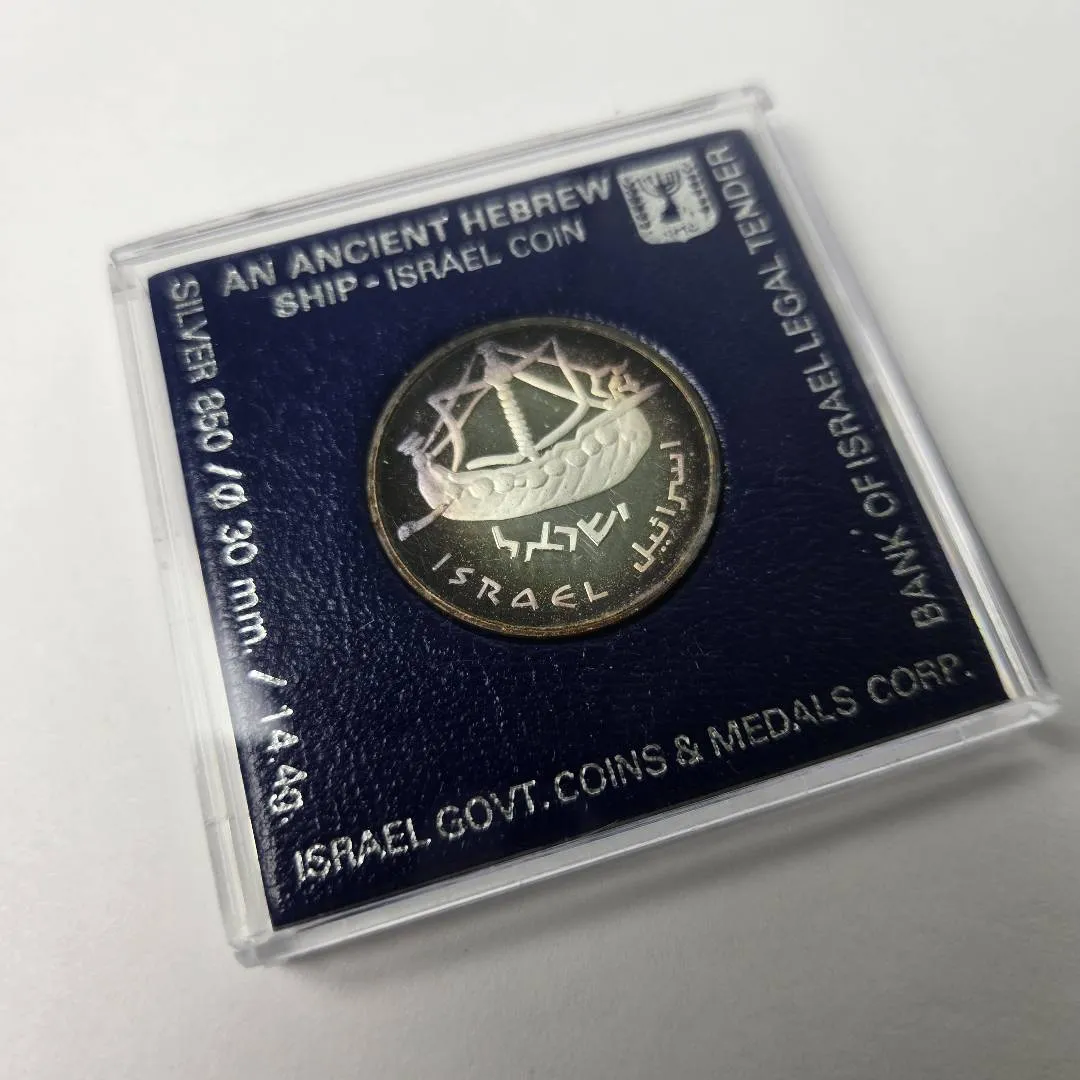 AN ANCIENT HEBREW
SHIP - ISRAEL COIN
SILVER 850 / Ø 30 mm. / 14.4g.
BANK OF ISRAEL LEGAL TENDER
ישראל
ISRAEL
اسرائيل
ISRAEL GOVT. COINS & MEDALS CORP.